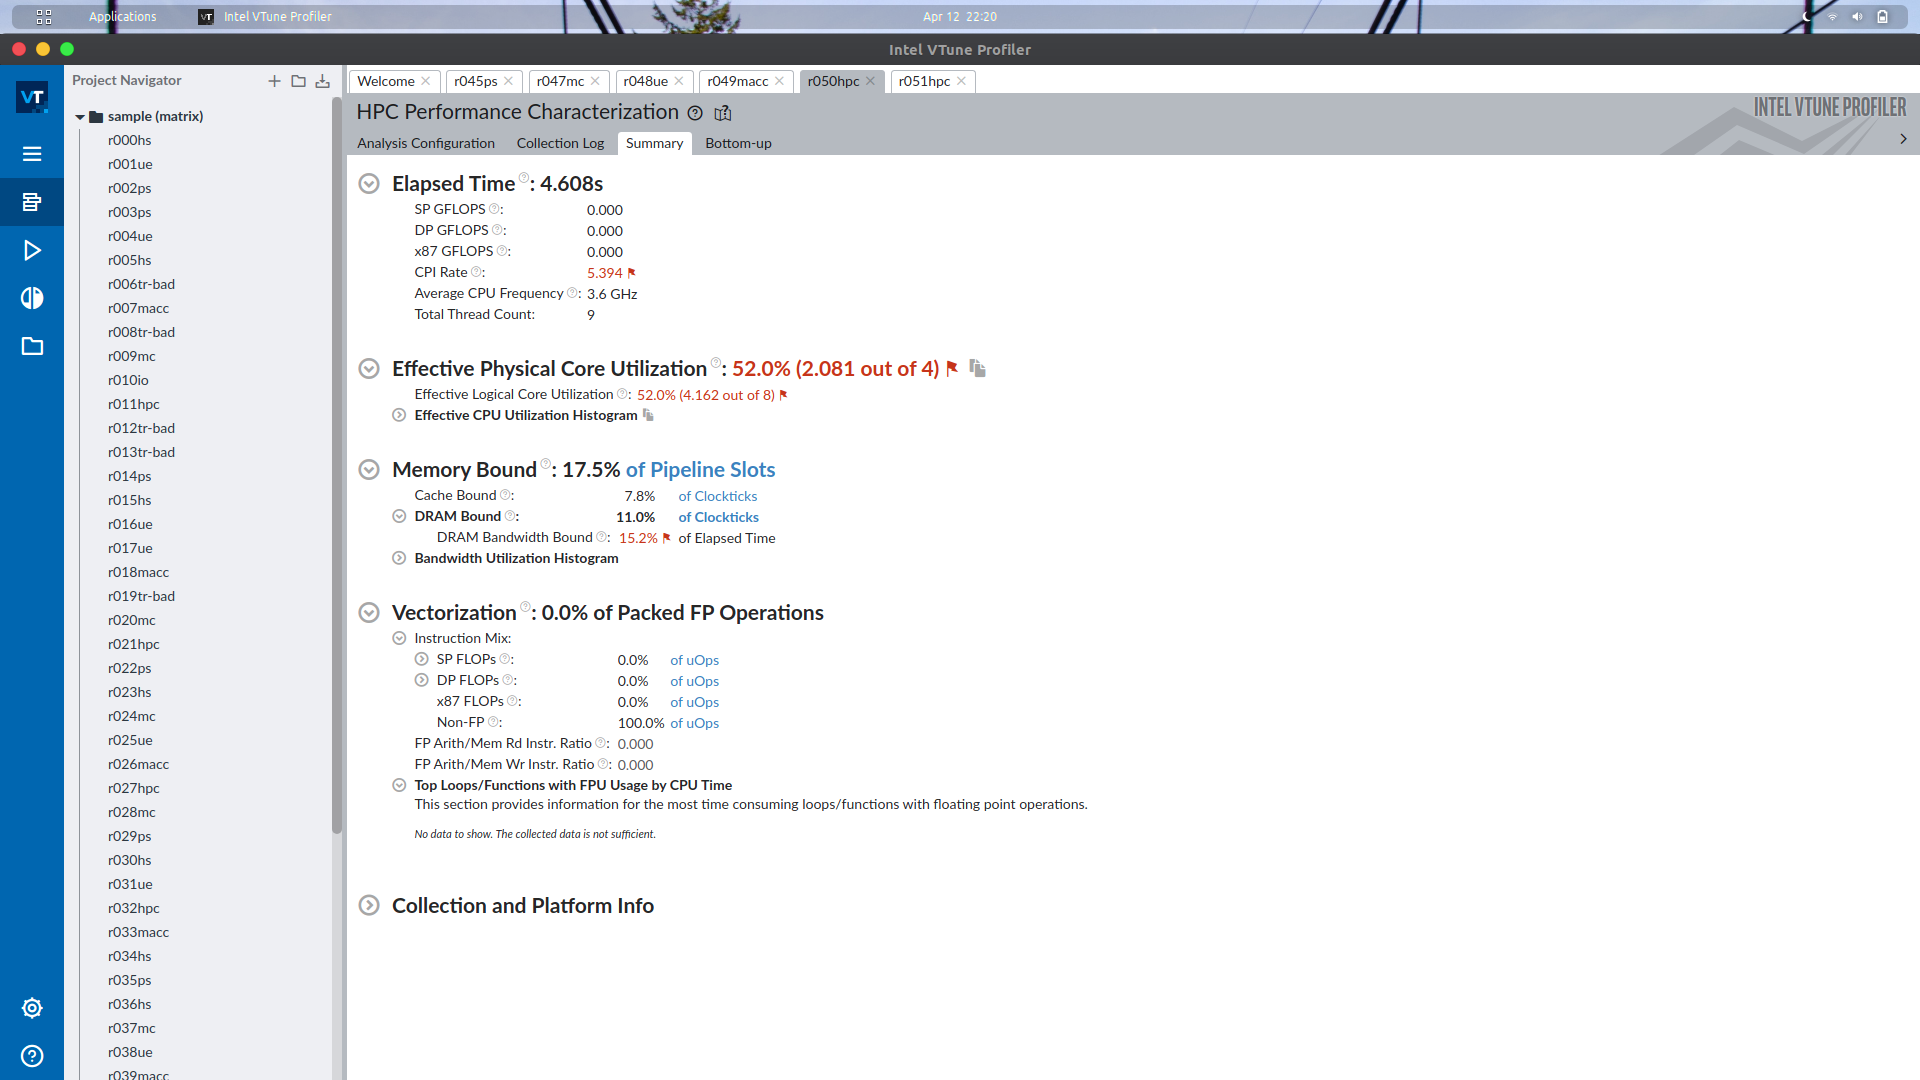 Applications
VT Intel VTune Profiler
Apr 12 22:20
Intel VTune Profiler
VT
Project Navigator
sample (matrix)
r000hs
r001ue
r002ps
r003ps
r004ue
r005hs
r006tr-bad
r007macc
r008tr-bad
r009mc
r010io
r011hpc
r012tr-bad
r013tr-bad
r014ps
r015hs
r016ue
r017ue
r018macc
r019tr-bad
r020mc
r021hpc
r022ps
r023hs
r024mc
r025ue
r026macc
r027hpc
r028mc
r029ps
r030hs
r031ue
r032hpc
r033macc
r034hs
r035ps
r036hs
r037mc
r038ue
r039macc
Welcome r045ps r047mc r048ue r049macc r050hpc r051hpc
HPC Performance Characterization
INTEL VTUNE PROFILER
Analysis Configuration Collection Log Summary Bottom-up
Elapsed Time: 4.608s
SP GFLOPS: 0.000
DP GFLOPS: 0.000
x87 GFLOPS: 0.000
CPI Rate: 5.394
Average CPU Frequency: 3.6 GHz
Total Thread Count: 9
Effective Physical Core Utilization: 52.0% (2.081 out of 4)
Effective Logical Core Utilization: 52.0% (4.162 out of 8)
Effective CPU Utilization Histogram
Memory Bound: 17.5% of Pipeline Slots
Cache Bound: 7.8% of Clockticks
DRAM Bound: 11.0% of Clockticks
DRAM Bandwidth Bound: 15.2% of Elapsed Time
Bandwidth Utilization Histogram
Vectorization: 0.0% of Packed FP Operations
Instruction Mix:
SP FLOPs: 0.0% of uOps
DP FLOPs: 0.0% of uOps
x87 FLOPs: 0.0% of uOps
Non-FP: 100.0% of uOps
FP Arith/Mem Rd Instr. Ratio: 0.000
FP Arith/Mem Wr Instr. Ratio: 0.000
Top Loops/Functions with FPU Usage by CPU Time
This section provides information for the most time consuming loops/functions with floating point operations.
No data to show. The collected data is not sufficient.
Collection and Platform Info